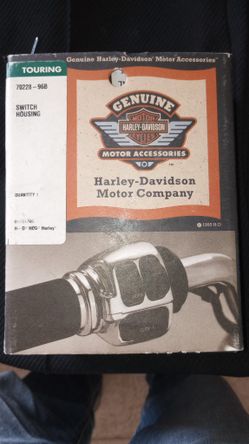 Genuine Harley-Davidson® Motor Accessories
TOURING
70228-96B
SWITCH
HOUSING
QUANTITY 1
GENUINE
MOTOR
HARLEY-DAVIDSON
CYCLES
MOTOR ACCESSORIES
Harley-Davidson
Motor Company